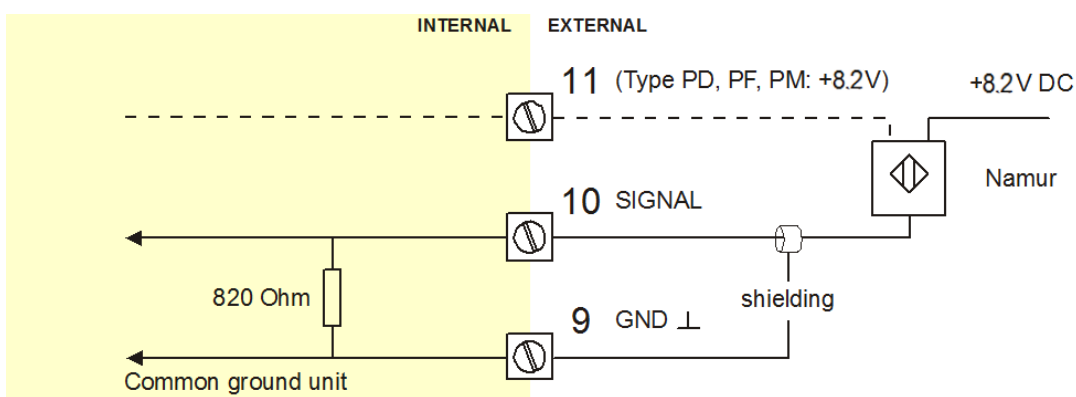 INTERNAL EXTERNAL
11 (Type PD, PF, PM: +8.2V) +8.2V DC
Namur
10 SIGNAL
820 Ohm
shielding
9 GND ⊥
Common ground unit